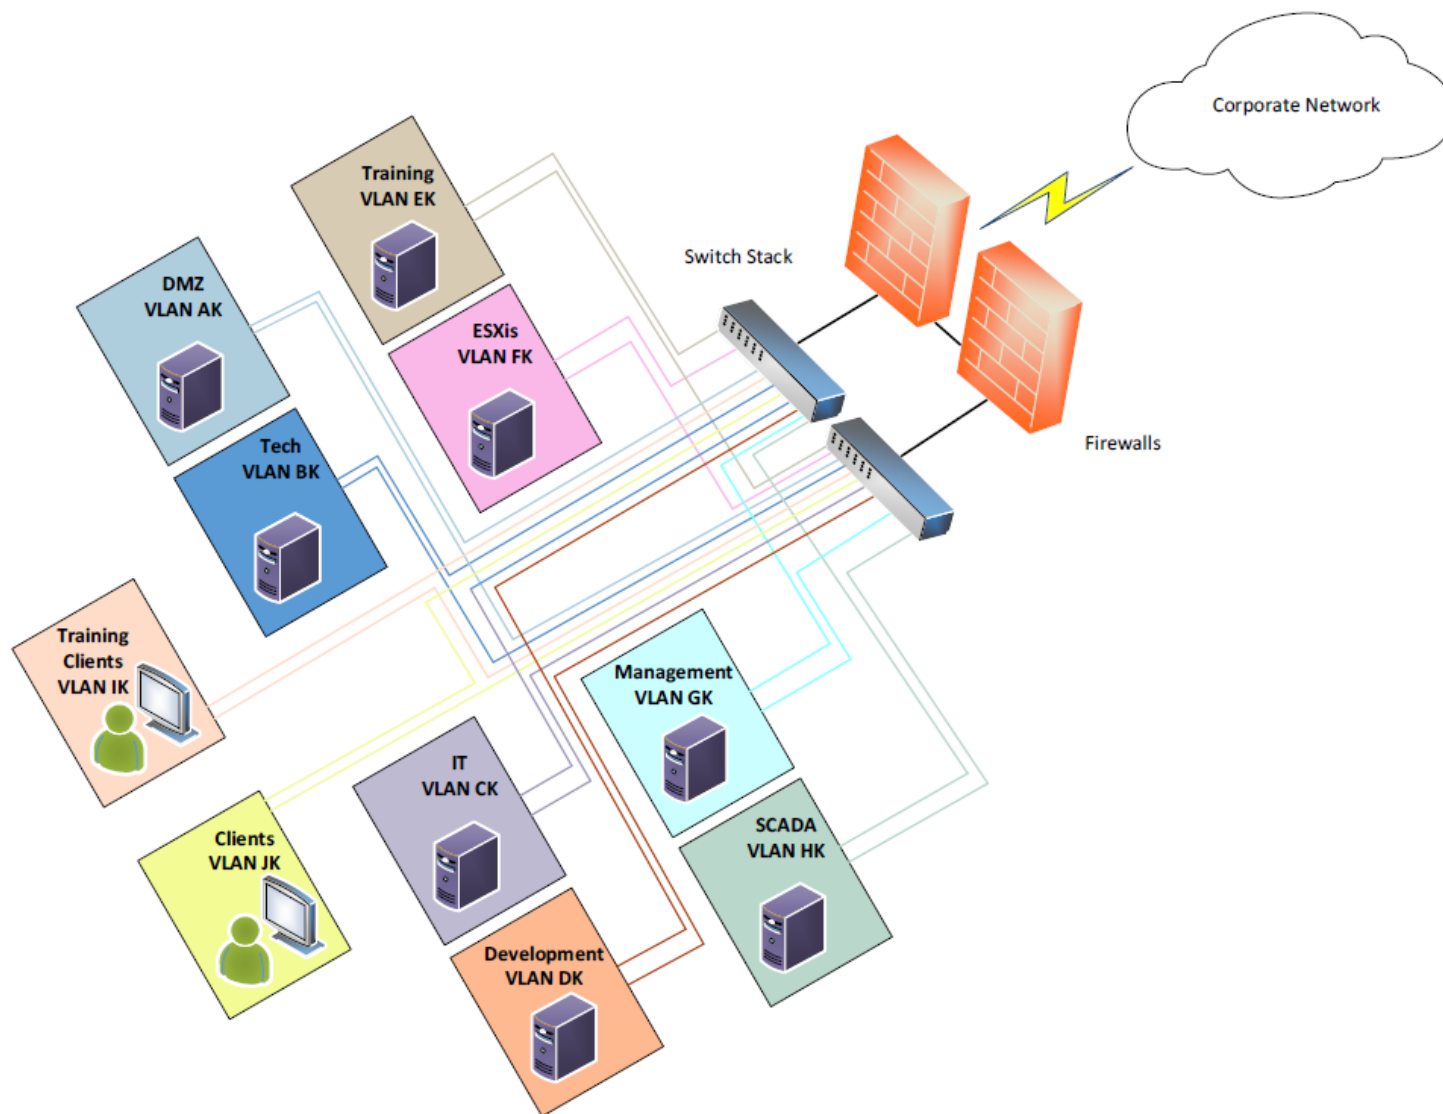 Corporate Network
Training
VLAN EK
Switch Stack
DMZ
VLAN AK
ESXis
VLAN FK
Firewalls
Tech
VLAN BK
Training
Clients
VLAN IK
Management
VLAN GK
IT
VLAN CK
SCADA
VLAN HK
Clients
VLAN JK
Development
VLAN DK